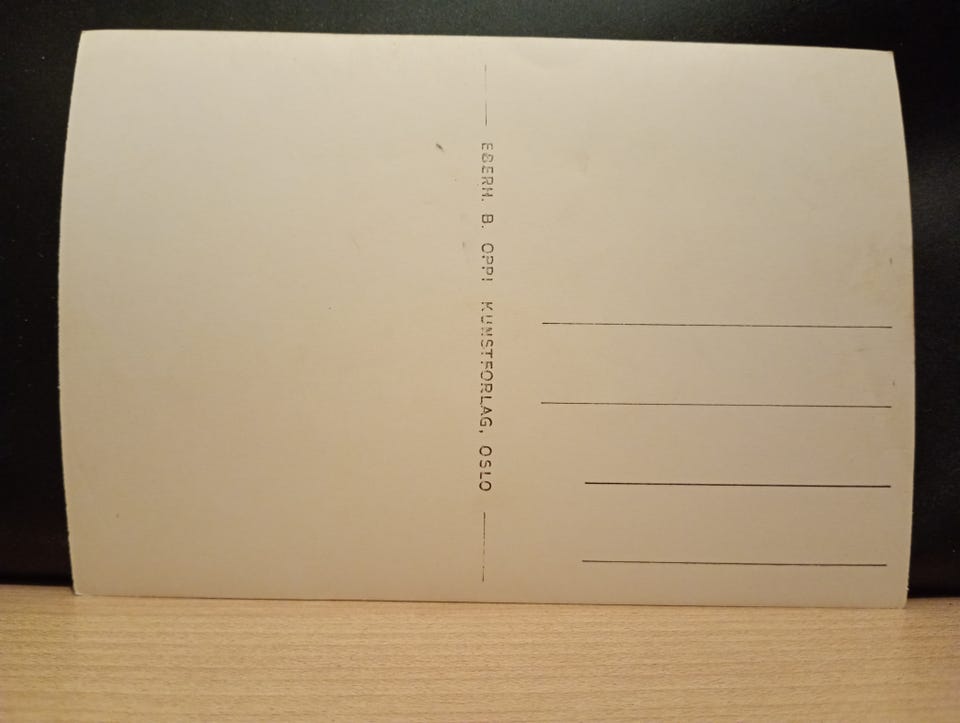 EBERH. B. OPPI KUNSTFORLAG, OSLO